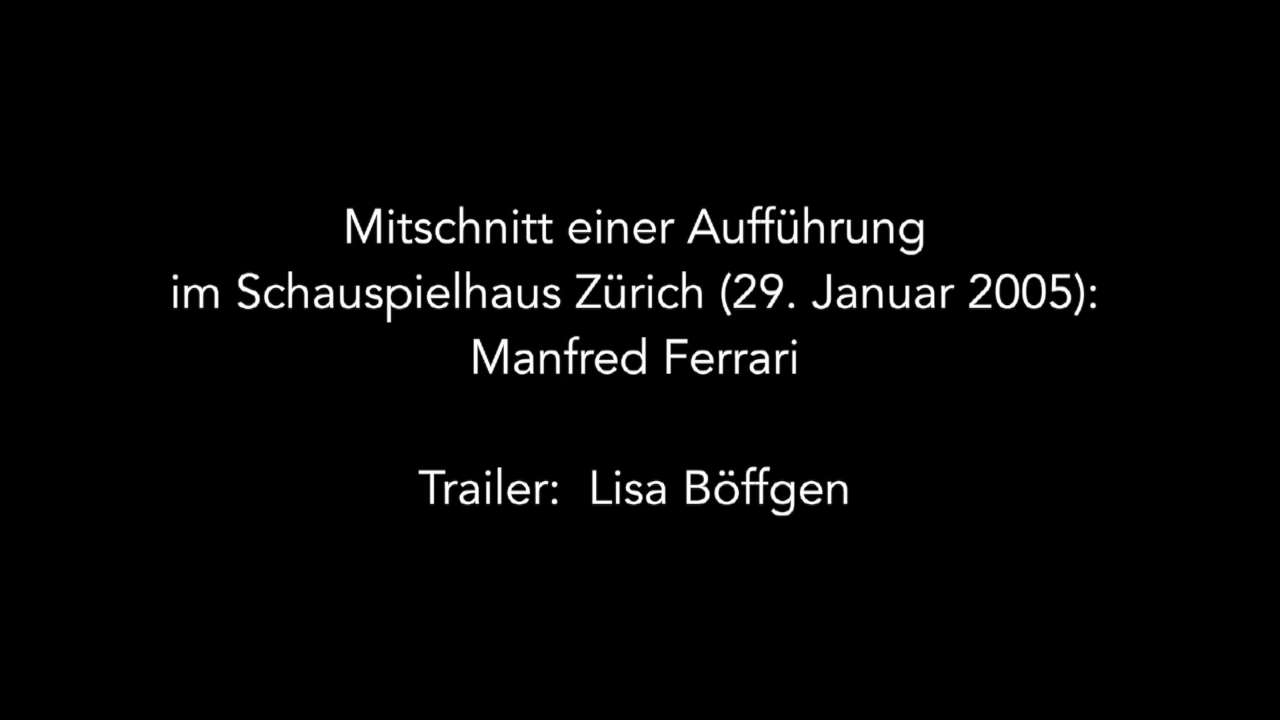 Mitschnitt einer Aufführung
im Schauspielhaus Zürich (29. Januar 2005):
Manfred Ferrari
Trailer: Lisa Böffgen